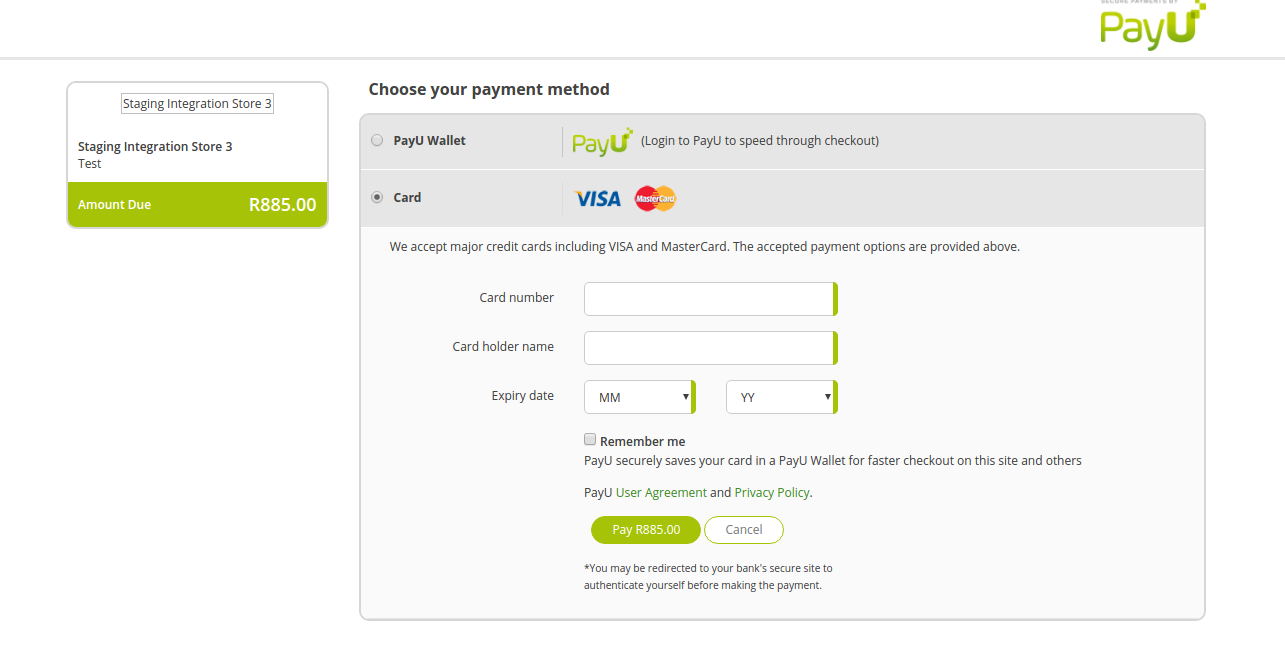 SECURE PAYMENTS BY
PayU
Staging Integration Store 3
Staging Integration Store 3
Test
Amount Due R885.00
Choose your payment method
PayU Wallet PayU (Login to PayU to speed through checkout)
Card VISA MasterCard
We accept major credit cards including VISA and MasterCard. The accepted payment options are provided above.
Card number
Card holder name
Expiry date MM YY
Remember me
PayU securely saves your card in a PayU Wallet for faster checkout on this site and others
PayU User Agreement and Privacy Policy.
Pay R885.00 Cancel
*You may be redirected to your bank's secure site to
authenticate yourself before making the payment.